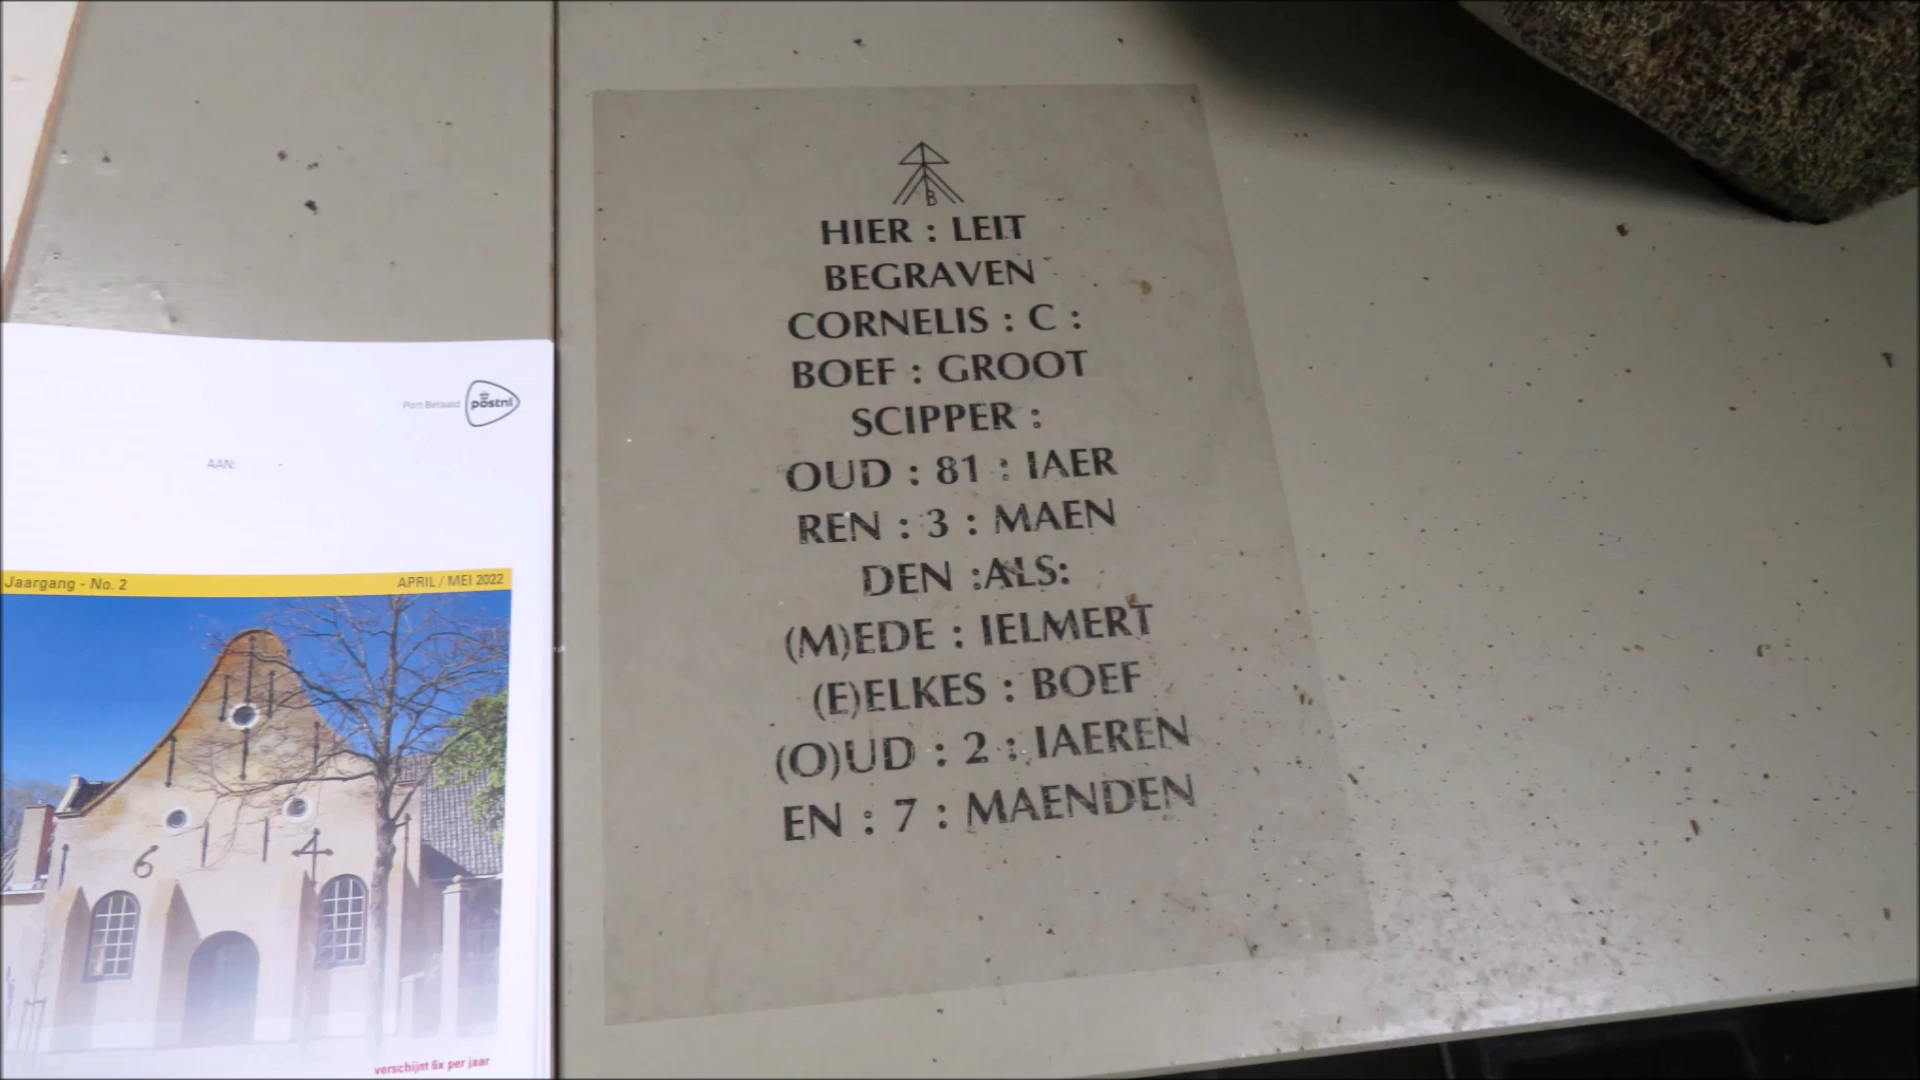 B
HIER : LEIT
BEGRAVEN
CORNELIS : C :
BOEF : GROOT
SCIPPER :
OUD : 81 : IAER
REN : 3 : MAEN
DEN :ALS:
(M)EDE : IELMERT
(E)ELKES : BOEF
(O)UD : 2 : IAEREN
EN : 7 : MAENDEN
Port Betaald postnl
AAN:
Jaargang - No. 2 APRIL / MEI 2022
6 4
verschijnt 6x per jaar